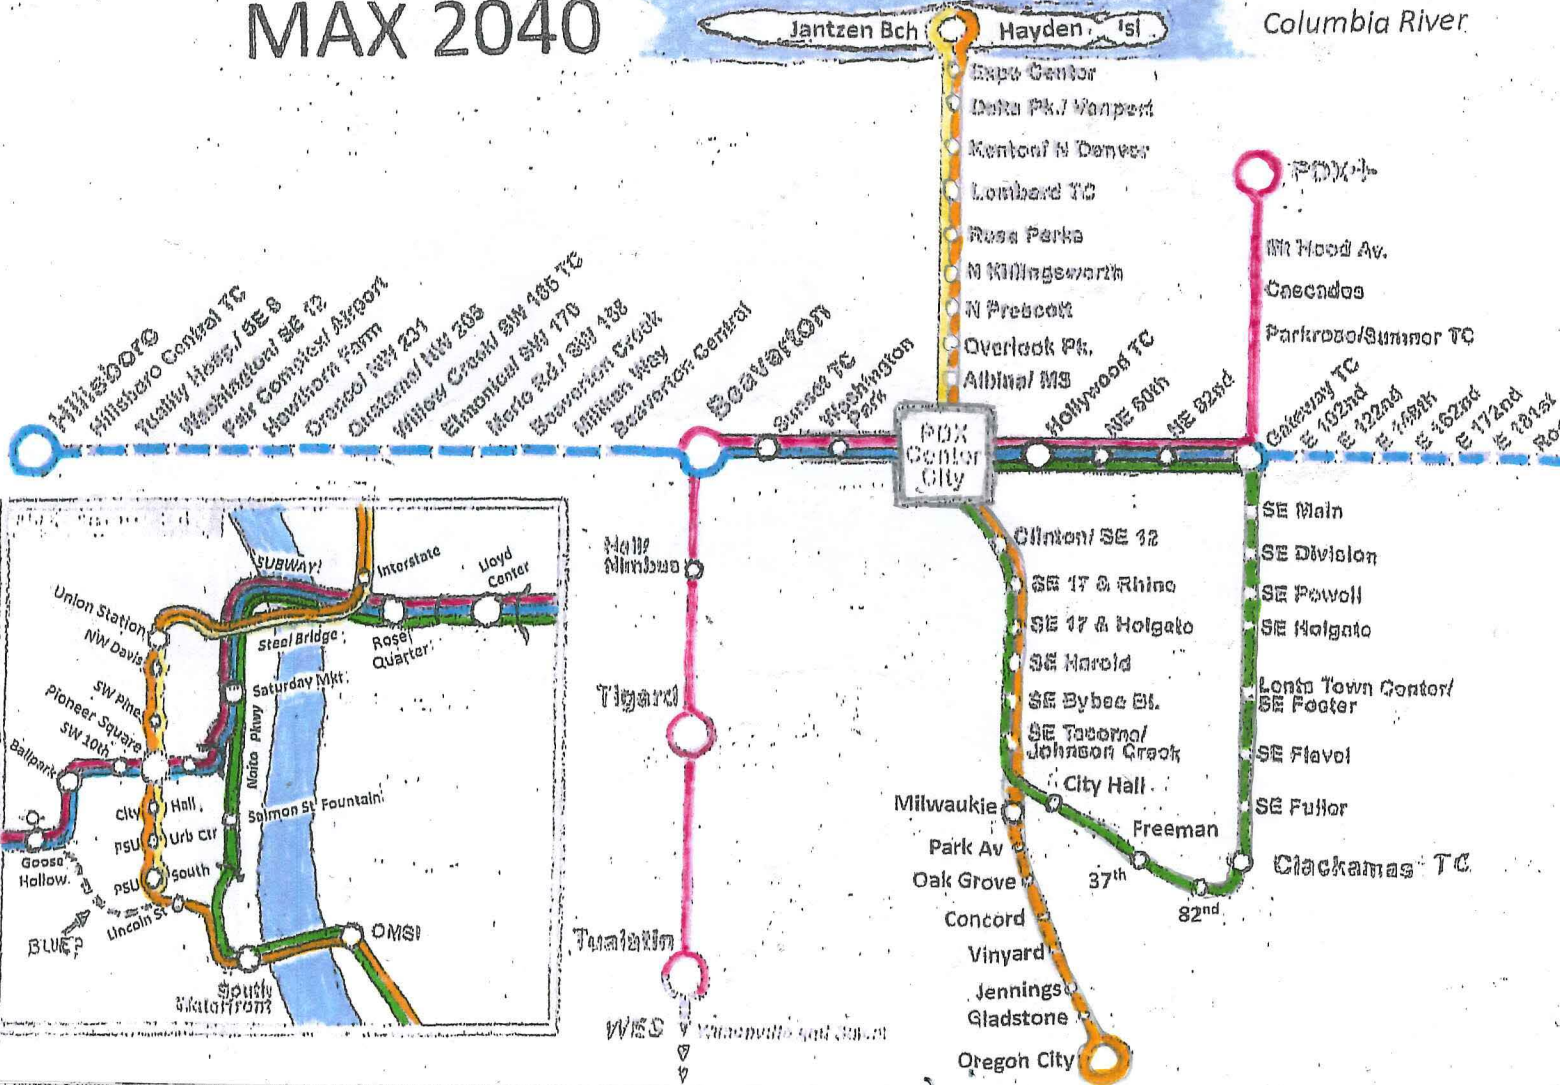 MAX 2040
Columbia River
Jantzen Bch
Hayden Isl
Expo Center
Delta Pk./ Vanport
Kenton/ N Denver
Lombard TC
Rosa Parks
N Killingsworth
N Prescott
Overlook Pk.
Albina/ MS
PDX
Mt Hood Av.
Cascades
Parkrose/Sumner TC
Hillsboro
Hillsboro Central TC
Tuality Hosp./ SE 8
Washington/ SE 12
Fair Complex/ Airport
Hawthorn Farm
Orenco/ NW 231
Quatama/ NW 205
Willow Creek/ SW 185 TC
Elmonica/ SW 170
Merlo Rd./ SW 158
Beaverton Creek
Millikan Way
Beaverton Central
Beaverton
Sunset TC
Washington
Park
PDX
Center
City
Hollywood TC
NE 60th
NE 82nd
Gateway TC
E 102nd
E 122nd
E 148th
E 162nd
E 172nd
E 181st
Clinton/ SE 12
SE 17 & Rhine
SE 17 & Holgate
SE Harold
SE Bybee Bl.
SE Tacoma/
Johnson Creek
City Hall
Milwaukie
Freeman
Park Av
37th
Oak Grove
82nd
Concord
Vinyard
Jennings
Gladstone
Oregon City
SE Main
SE Division
SE Powell
SE Holgate
Lents Town Center/
SE Foster
SE Flavel
SE Fuller
Clackamas TC
Hall/
Nimbus
Tigard
Tualatin
WES
SUBWAY!
Interstate
Lloyd
Center
Union Station
NW Davis
Steel Bridge
Rose
Quarter
SW Pine
Pioneer Square
SW 10th
Ballpark
Saturday Mkt
Naito Pkwy
City Hall
Salmon St Fountain
PSU Urb Ctr
PSU South
Goose
Hollow
Lincoln St
BLUE?
OMSI
South
Waterfront